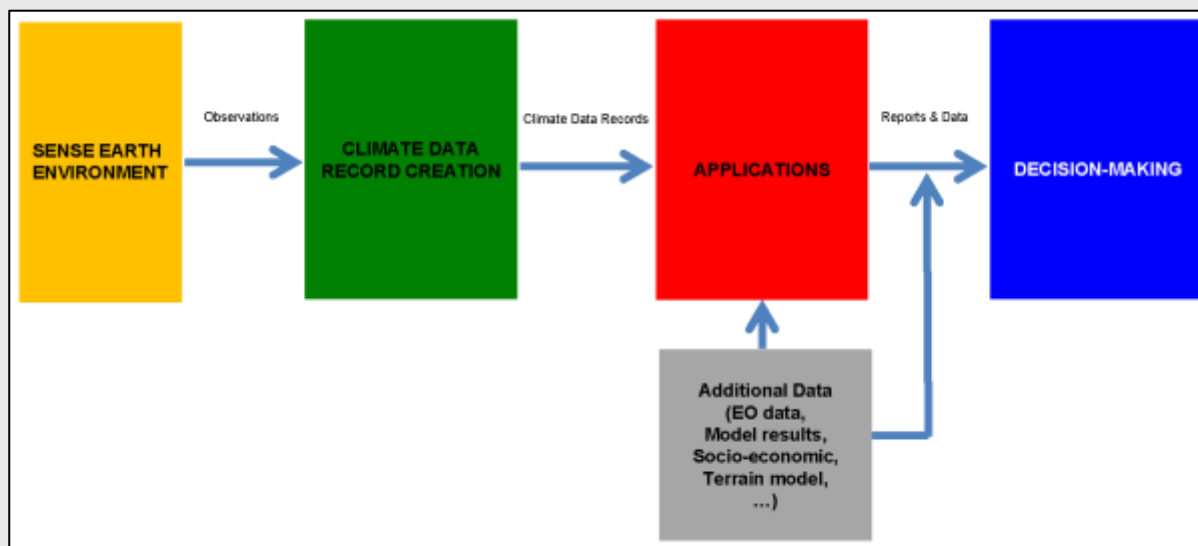 SENSE EARTH
ENVIRONMENT
Observations
CLIMATE DATA
RECORD CREATION
Climate Data Records
APPLICATIONS
Reports & Data
DECISION-MAKING
Additional Data
(EO data,
Model results,
Socio-economic,
Terrain model,
…)